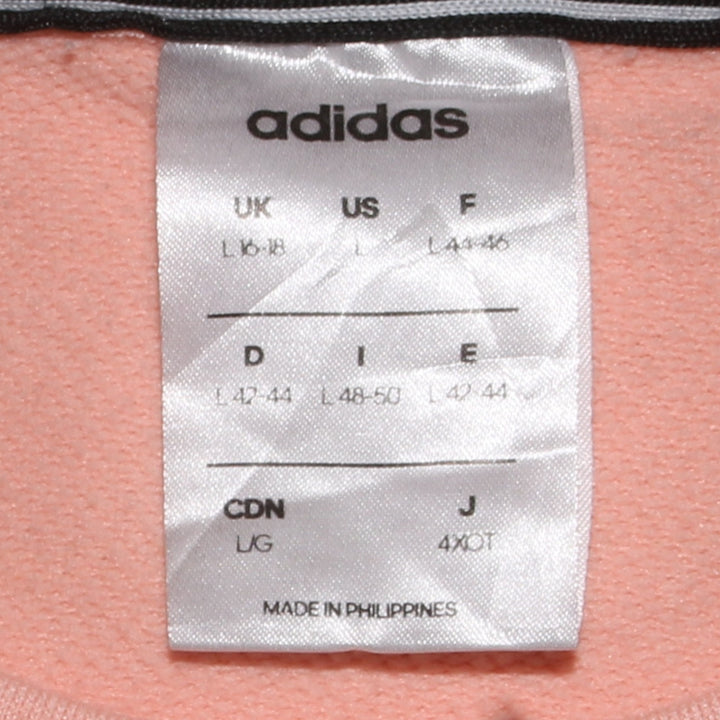 adidas
UK US F
L 16-18 L L 44-46
D I E
L 42-44 L 48-50 L 42-44
CDN J
L/G 4XOT
MADE IN PHILIPPINES